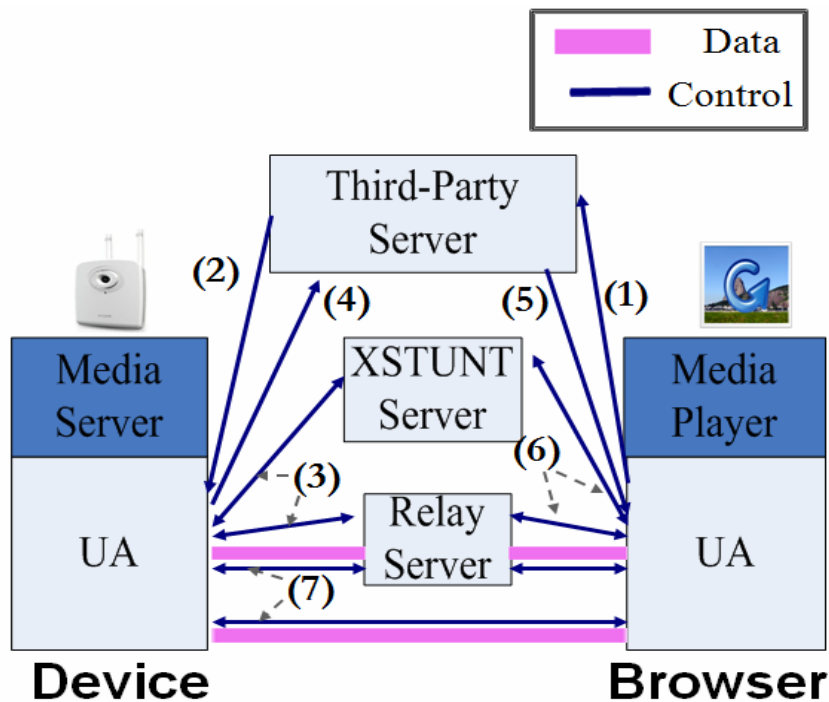 Data
Control
Third-Party
Server
(2)
(4)
(5)
(1)
Media
Server
XSTUNT
Server
Media
Player
(3)
(6)
UA
Relay
Server
UA
(7)
Device
Browser